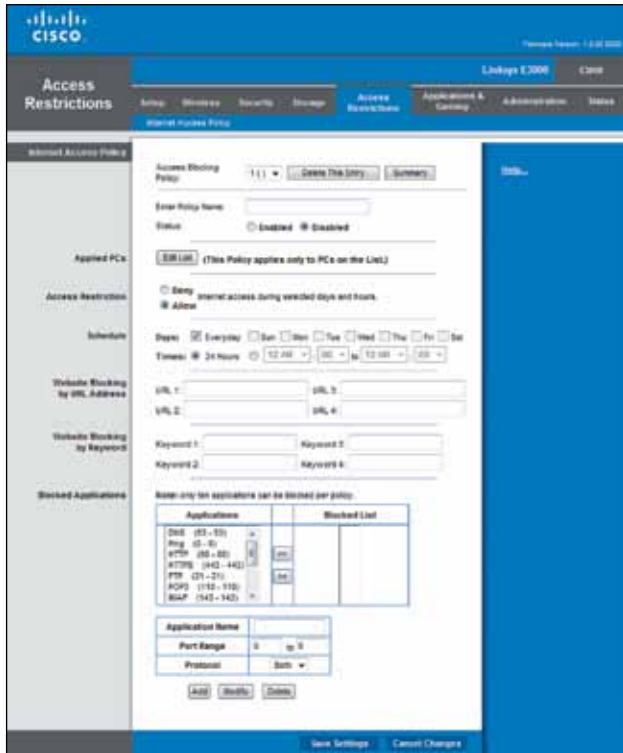 CISCO
Firmware Version:
Linksys E3000
Access Restrictions
Setup Wireless Security Storage Access Restrictions Applications & Gaming Administration Status
Internet Access Policy
Internet Access Policy
Access Blocking Policy: 1 ( ) Delete This Entry Summary
Help...
Enter Policy Name:
Status: Enabled Disabled
Applied PCs
Edit List (This Policy applies only to PCs on the List.)
Access Restriction
Deny
Allow
Internet access during selected days and hours.
Schedule
Days: Everyday Sun Mon Tue Wed Thu Fri Sat
Times: 24 Hours 12 AM : 00 to 12 AM : 00
Website Blocking by URL Address
URL 1: URL 3:
URL 2: URL 4:
Website Blocking by Keyword
Keyword 1: Keyword 3:
Keyword 2: Keyword 4:
Blocked Applications
Note: only ten applications can be blocked per policy.
Applications Blocked List
DNS (53 - 53)
Ping (0 - 0)
HTTP (80 - 80)
HTTPS (443 - 443)
FTP (21 - 21)
POP3 (110 - 110)
IMAP (143 - 143)
>>
<<
Application Name
Port Range 0 to 0
Protocol Both
Add Modify Delete
Save Settings Cancel Changes